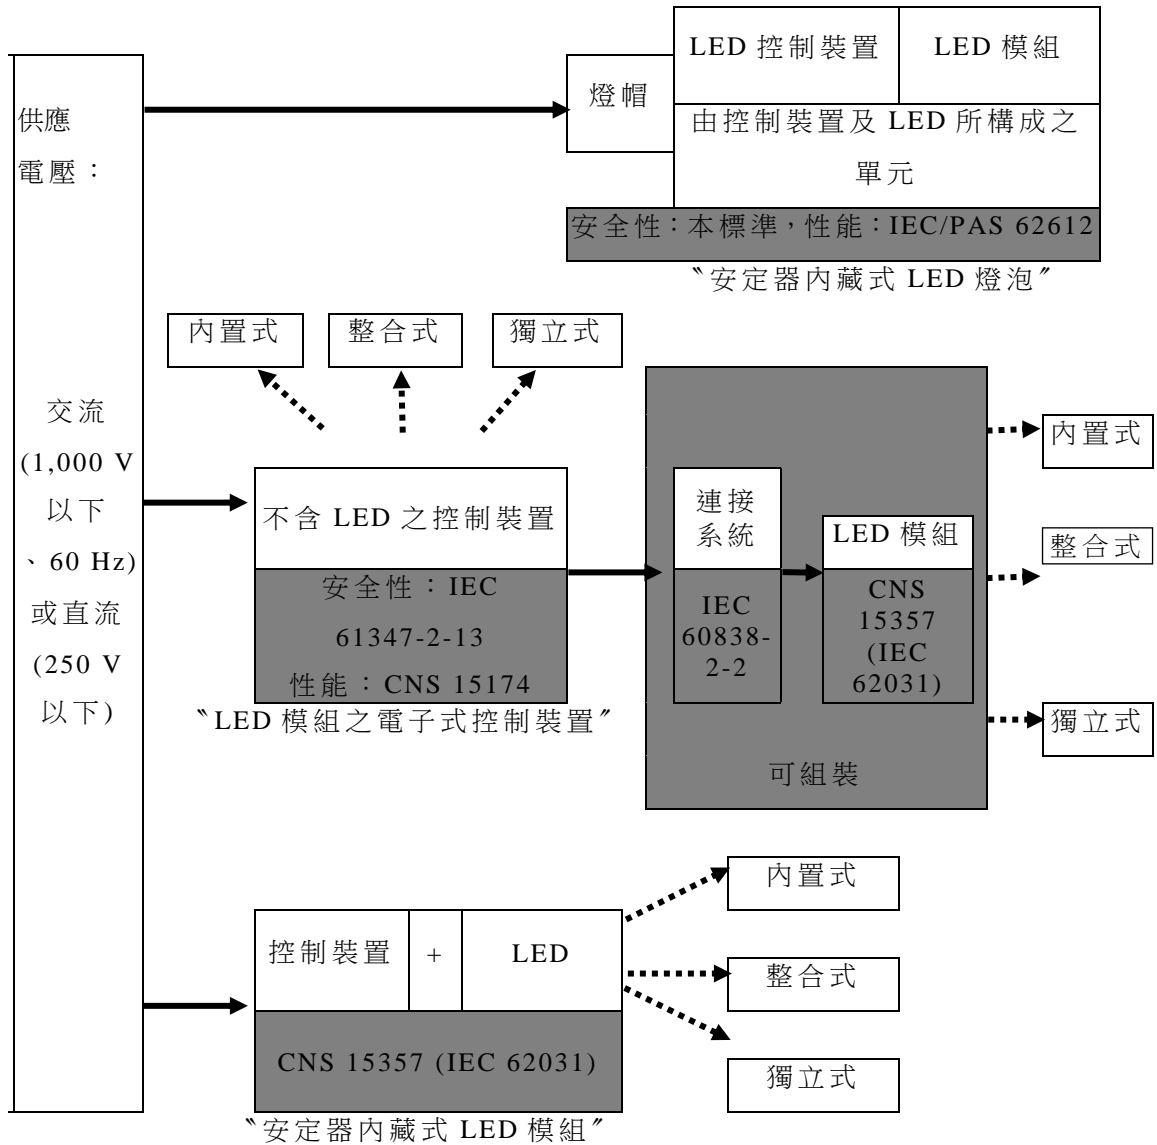 LED 控制裝置
LED 模組
燈帽
供應
電壓：
由控制裝置及 LED 所構成之
單元
安全性：本標準，性能：IEC/PAS 62612
〝安定器內藏式 LED 燈泡〞
內置式
整合式
獨立式
交流
(1,000 V
以下
、60 Hz)
或直流
(250 V
以下)
不含 LED 之控制裝置
安全性：IEC
61347-2-13
性能：CNS 15174
〝LED 模組之電子式控制裝置〞
連接
系統
IEC
60838-
2-2
LED 模組
CNS
15357
(IEC
62031)
可組裝
內置式
整合式
獨立式
控制裝置
+
LED
CNS 15357 (IEC 62031)
〝安定器內藏式 LED 模組〞
內置式
整合式
獨立式